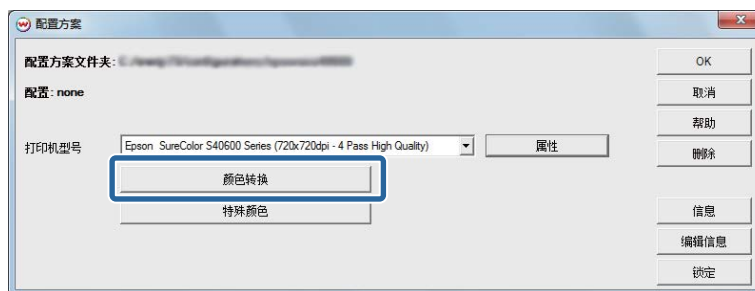 配置方案
配置方案文件夹:
OK
配置: none
取消
帮助
打印机型号
Epson SureColor S40600 Series (720x720dpi - 4 Pass High Quality)
属性
删除
颜色转换
特殊颜色
信息
编辑信息
锁定